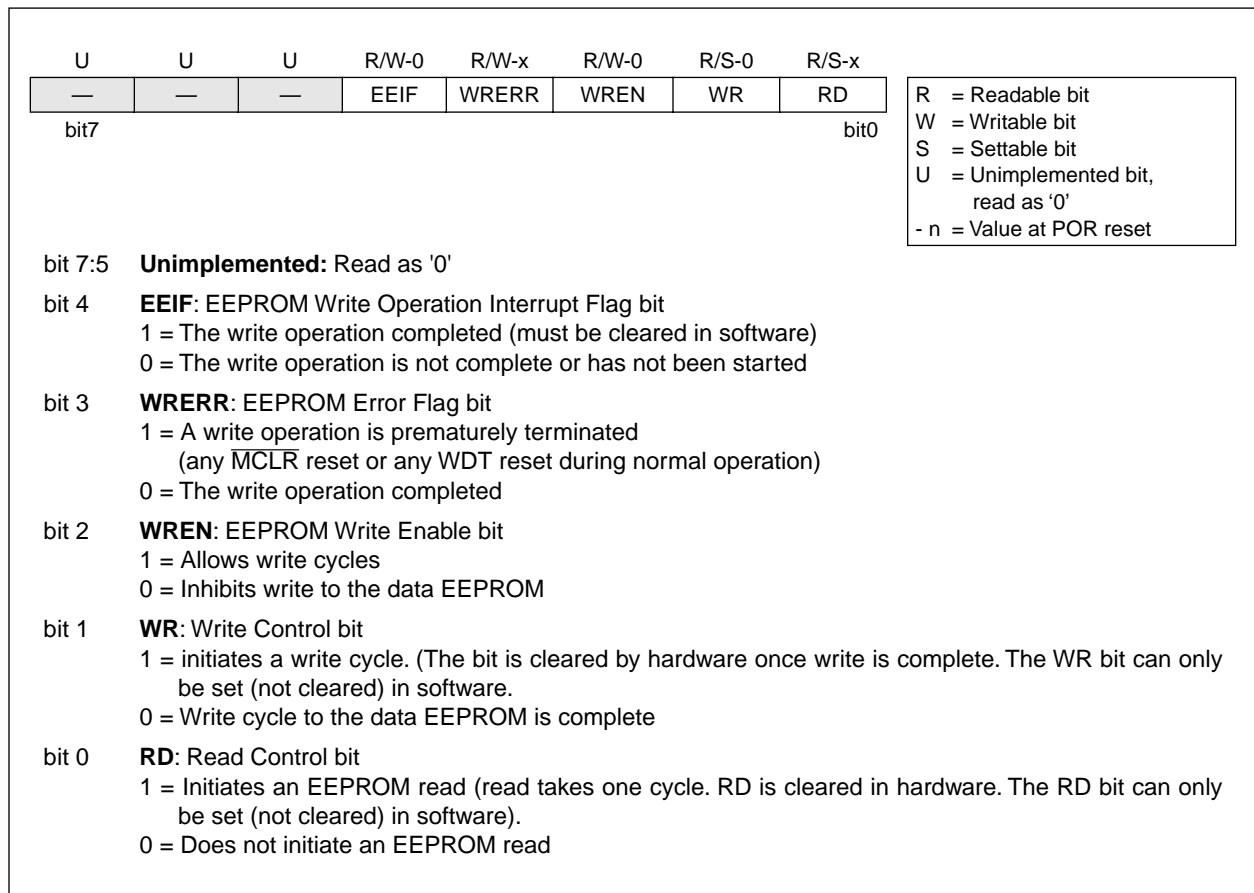 U U U R/W-0 R/W-x R/W-0 R/S-0 R/S-x
— — — EEIF WRERR WREN WR RD
bit7 bit0
R = Readable bit
W = Writable bit
S = Settable bit
U = Unimplemented bit,
read as ‘0’
- n = Value at POR reset
bit 7:5 Unimplemented: Read as '0'
bit 4 EEIF: EEPROM Write Operation Interrupt Flag bit
1 = The write operation completed (must be cleared in software)
0 = The write operation is not complete or has not been started
bit 3 WRERR: EEPROM Error Flag bit
1 = A write operation is prematurely terminated
(any M̅C̅L̅R̅ reset or any WDT reset during normal operation)
0 = The write operation completed
bit 2 WREN: EEPROM Write Enable bit
1 = Allows write cycles
0 = Inhibits write to the data EEPROM
bit 1 WR: Write Control bit
1 = initiates a write cycle. (The bit is cleared by hardware once write is complete. The WR bit can only
be set (not cleared) in software.
0 = Write cycle to the data EEPROM is complete
bit 0 RD: Read Control bit
1 = Initiates an EEPROM read (read takes one cycle. RD is cleared in hardware. The RD bit can only
be set (not cleared) in software).
0 = Does not initiate an EEPROM read